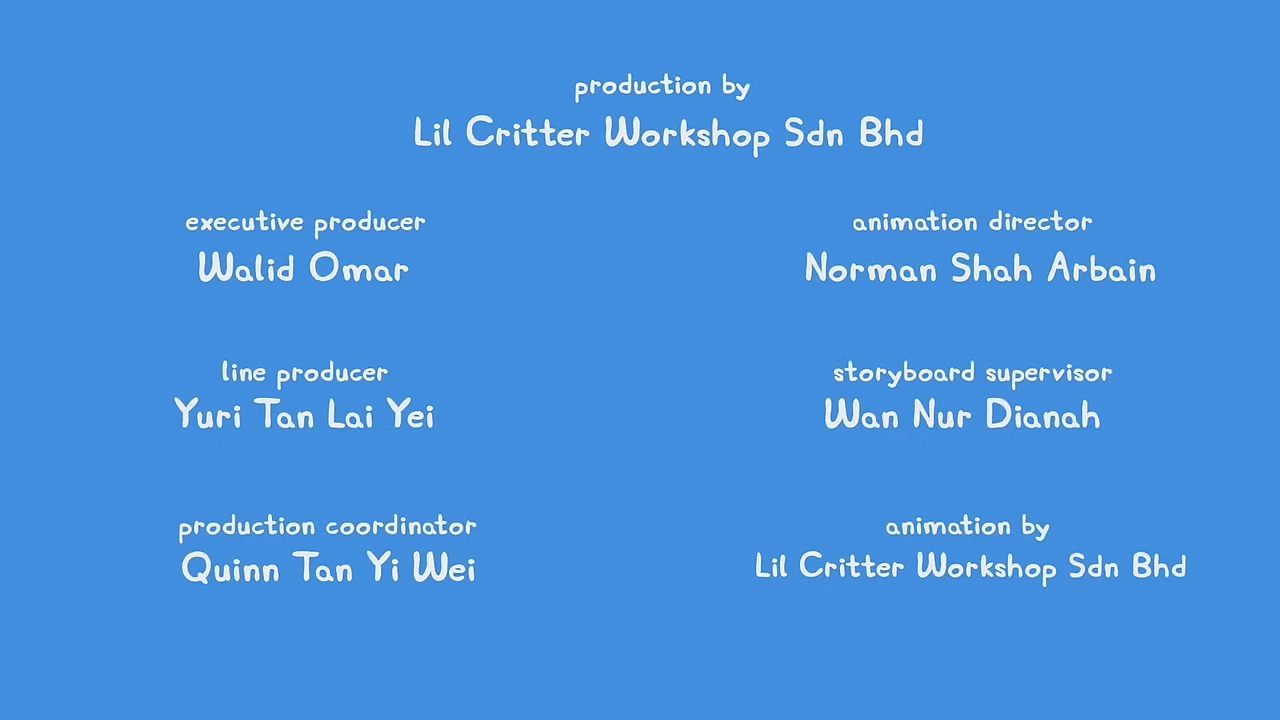 production by
Lil Critter Workshop Sdn Bhd
executive producer
Walid Omar
animation director
Norman Shah Arbain
line producer
Yuri Tan Lai Yei
storyboard supervisor
Wan Nur Dianah
production coordinator
Quinn Tan Yi Wei
animation by
Lil Critter Workshop Sdn Bhd